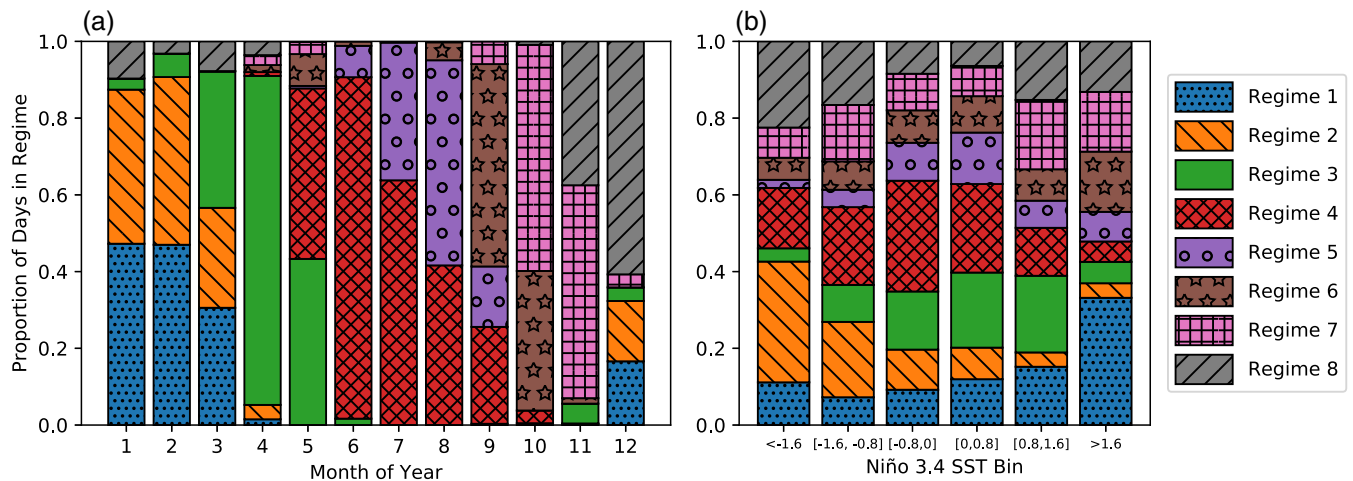 (a)
Proportion of Days in Regime
1.0
0.8
0.6
0.4
0.2
0.0
1 2 3 4 5 6 7 8 9 10 11 12
Month of Year
(b)
1.0
0.8
0.6
0.4
0.2
0.0
<-1.6 [-1.6, -0.8] [-0.8,0] [0,0.8] [0.8,1.6] >1.6
Niño 3.4 SST Bin
Regime 1
Regime 2
Regime 3
Regime 4
Regime 5
Regime 6
Regime 7
Regime 8